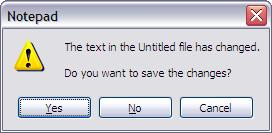 Notepad
The text in the Untitled file has changed.
Do you want to save the changes?
Yes No Cancel